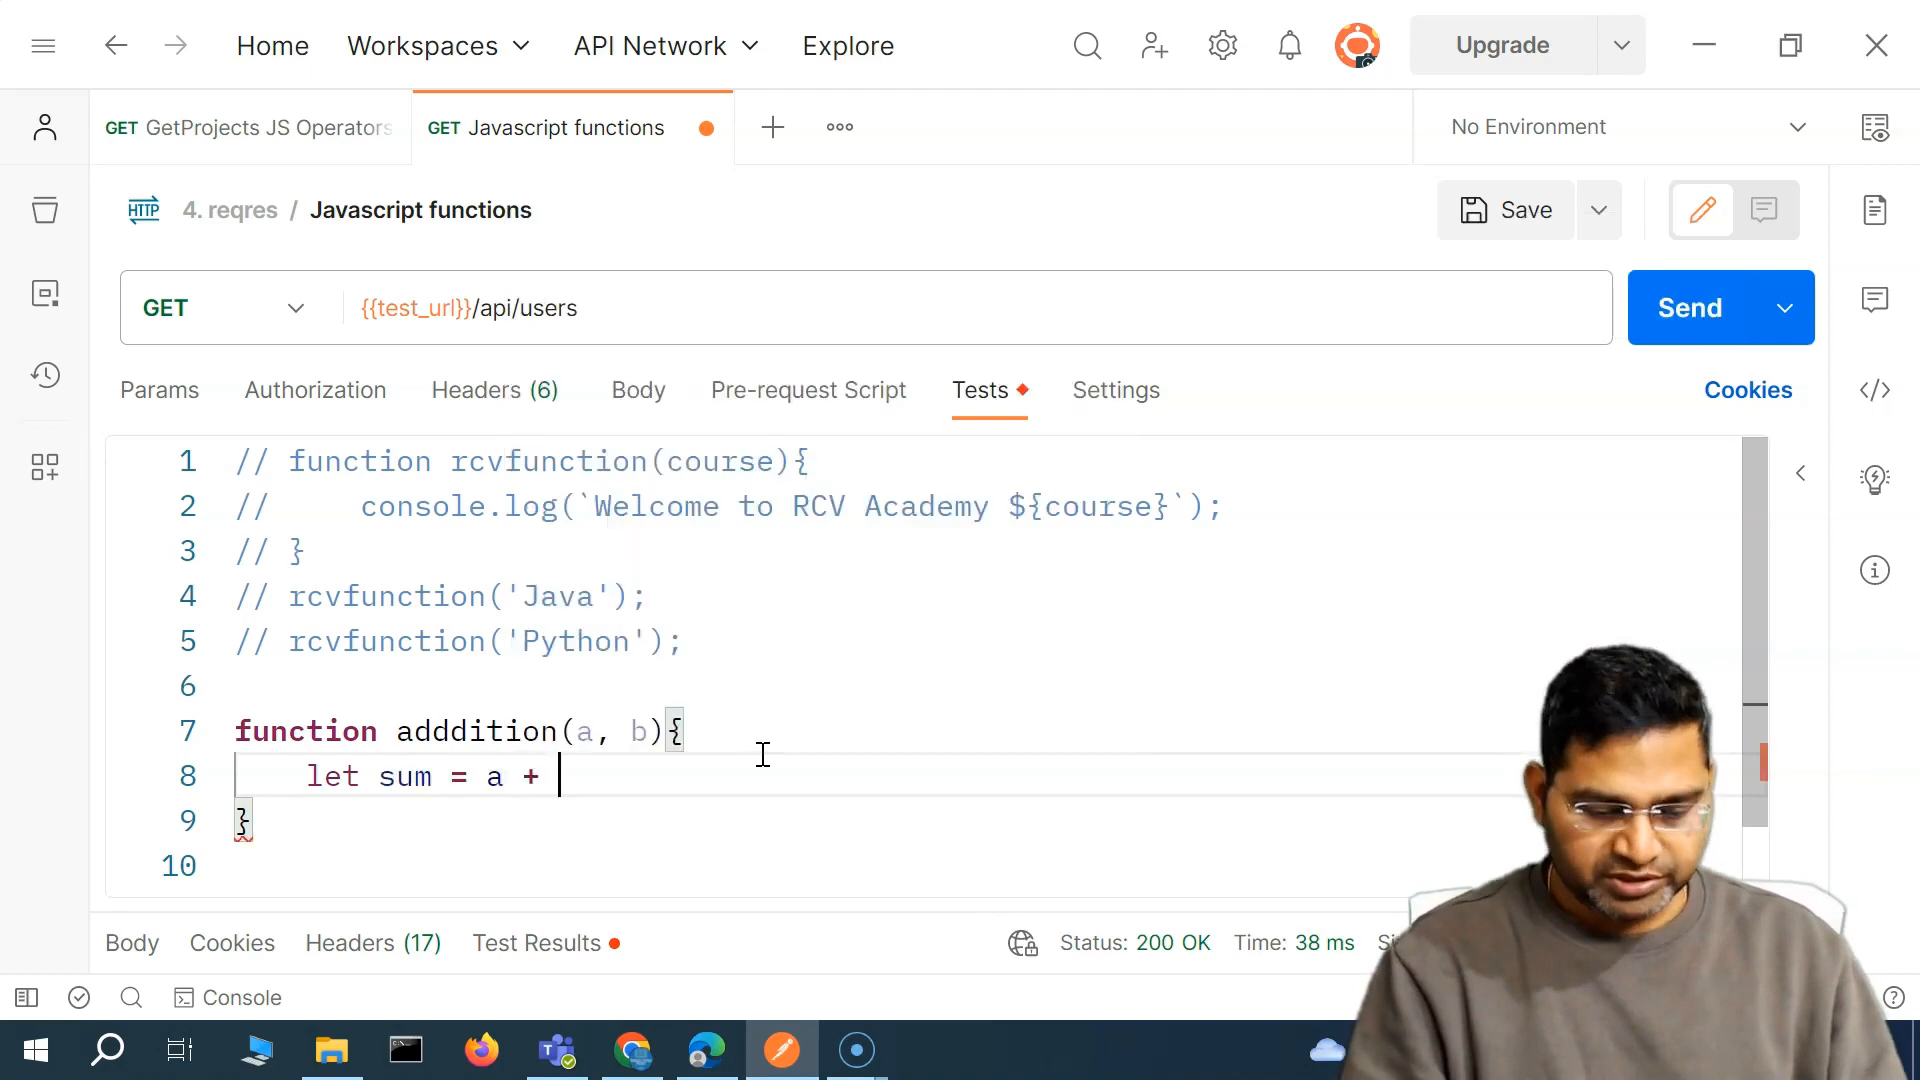 Home Workspaces API Network Explore Upgrade
GET GetProjects JS Operators GET Javascript functions No Environment
HTTP 4. reqres / Javascript functions Save
GET {{test_url}}/api/users Send
Params Authorization Headers (6) Body Pre-request Script Tests Settings Cookies
1 // function rcvfunction(course){
2 //     console.log(`Welcome to RCV Academy ${course}`);
3 // }
4 // rcvfunction('Java');
5 // rcvfunction('Python');
6
7 function adddition(a, b){
8     let sum = a +
9 }
10
Body Cookies Headers (17) Test Results Status: 200 OK Time: 38 ms
Console